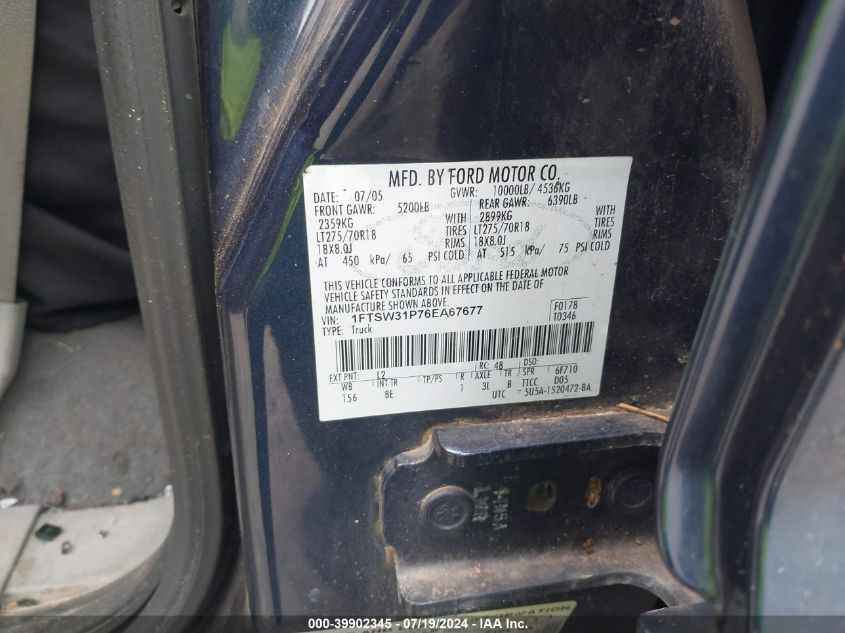 MFD. BY FORD MOTOR CO.
DATE: 07/05 GVWR: 10000LB/ 4536KG
FRONT GAWR: 5200LB REAR GAWR: 6390LB
2359KG WITH 2899KG WITH
LT275/70R18 TIRES LT275/70R18 TIRES
18X8.0J RIMS 18X8.0J RIMS
AT 450 kPa/ 65 PSI COLD AT 515 kPa/ 75 PSI COLD
THIS VEHICLE CONFORMS TO ALL APPLICABLE FEDERAL MOTOR
VEHICLE SAFETY STANDARDS IN EFFECT ON THE DATE OF
MANUFACTURE SHOWN ABOVE.
VIN: 1FTSW31P76EA67677 F0178
TYPE: Truck T0346
EXT PNT: L2 RC: 48 DSO:
WB INT TR TP/PS R AXLE TR SPR 6F710
156 8E 1 3L B TTCC D05
UTC 5U5A-1520472-BA
000-39902345 - 07/19/2024 - IAA Inc.